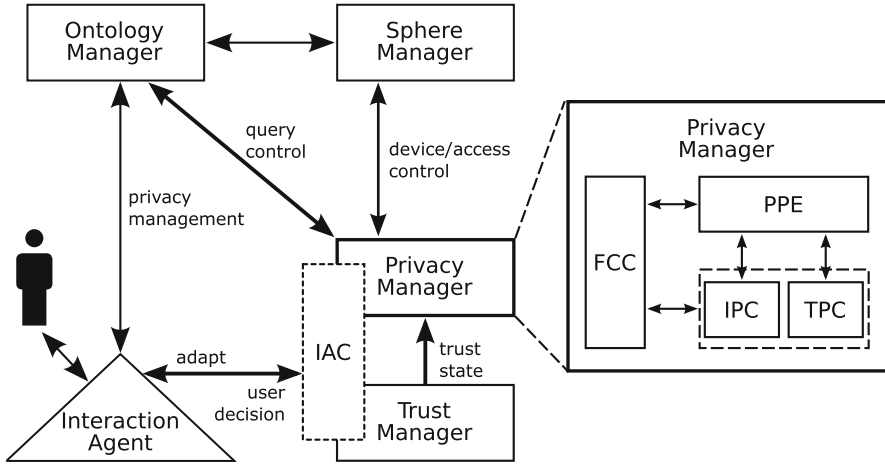 Ontology
Manager
Sphere
Manager
query
control
device/access
control
privacy
management
Privacy
Manager
IAC
adapt
user
decision
trust
state
Interaction
Agent
Trust
Manager
Privacy
Manager
FCC
PPE
IPC
TPC